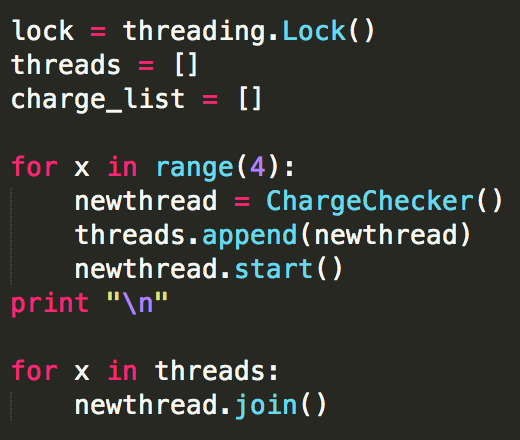 lock = threading.Lock()
threads = []
charge_list = []

for x in range(4):
    newthread = ChargeChecker()
    threads.append(newthread)
    newthread.start()
print "\n"

for x in threads:
    newthread.join()